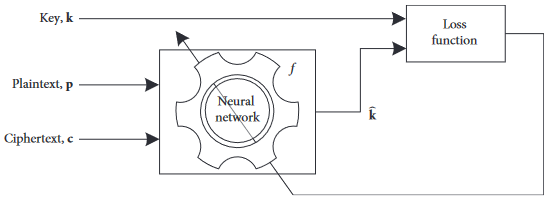 Key, k
Loss
function
f
Plaintext, p
Neural
network
k̂
Ciphertext, c